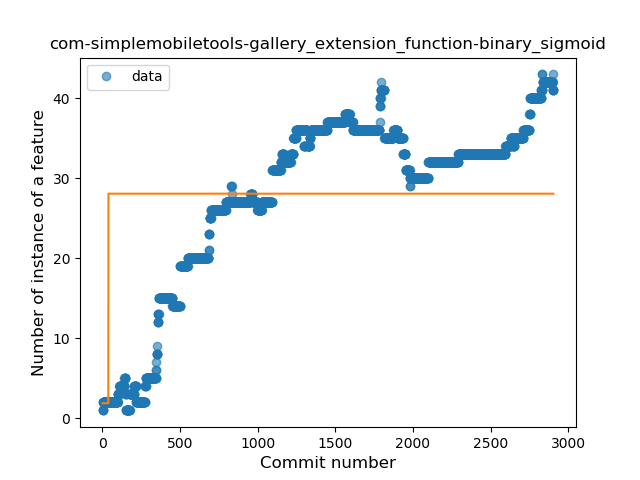 com-simplemobiletools-gallery_extension_function-binary_sigmoid
data
Number of instance of a feature
40
30
20
10
0
0 500 1000 1500 2000 2500 3000
Commit number